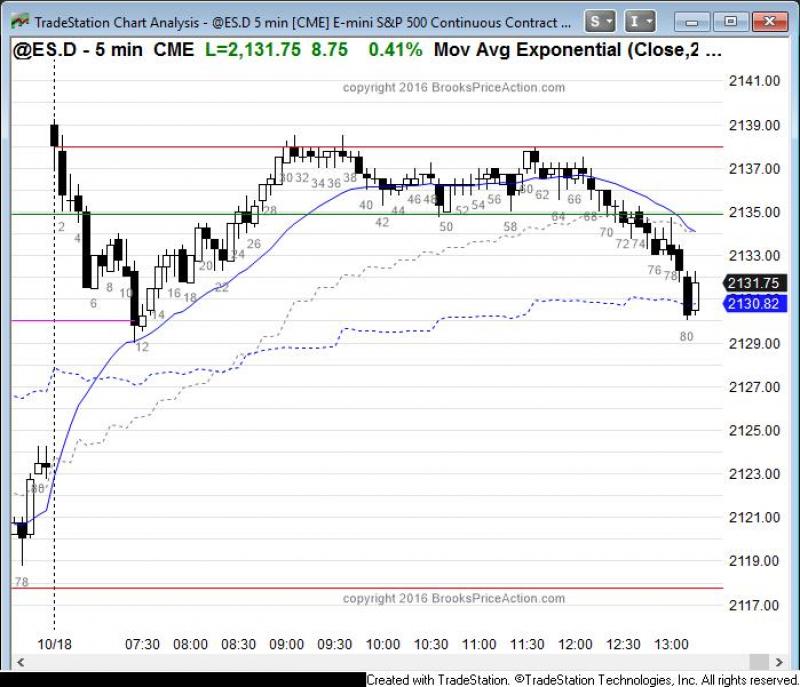 TradeStation Chart Analysis - @ES.D 5 min [CME] E-mini S&P 500 Continuous Contract ...
S I
@ES.D - 5 min CME L=2,131.75 8.75 0.41% Mov Avg Exponential (Close,2 ...
copyright 2016 BrooksPriceAction.com
2141.00
2139.00
2137.00
2135.00
2133.00
2131.75
2130.82
2129.00
2127.00
2125.00
2123.00
2121.00
2119.00
2117.00
30 32 34 36 38
28 40 42 44 46 48 50 52 54 56 58 60 62 64 66 68
2 4 6 8 10 12 14 16 18 20 22 24 26
70 72 74 76 78 80
80
78
copyright 2016 BrooksPriceAction.com
10/18 07:30 08:00 08:30 09:00 09:30 10:00 10:30 11:00 11:30 12:00 12:30 13:00
Created with TradeStation. ©TradeStation Technologies, Inc. All rights reserved.